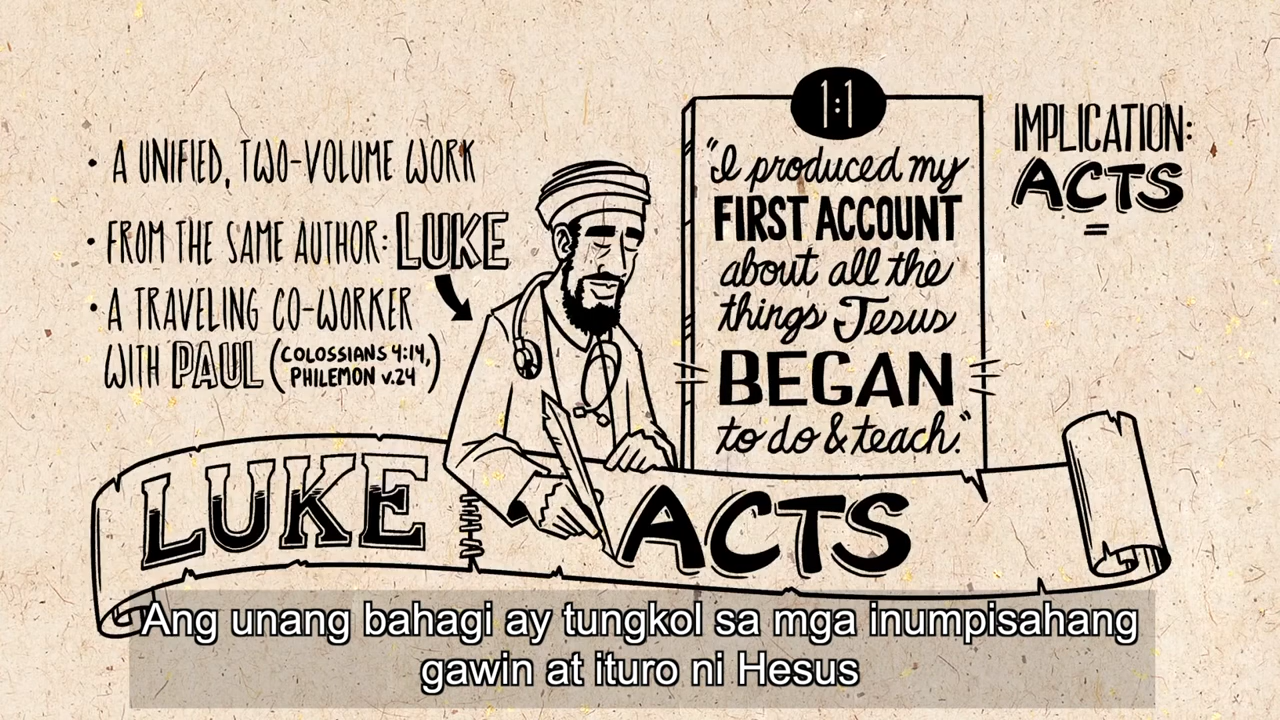 • A UNIFIED, TWO-VOLUME WORK
• FROM THE SAME AUTHOR: LUKE
• A TRAVELING CO-WORKER
WITH PAUL (COLOSSIANS 4:14,
PHILEMON v.24)
1:1
"I produced my
FIRST ACCOUNT
about all the
things Jesus
BEGAN
to do & teach."
IMPLICATION:
ACTS
=
LUKE
ACTS
Ang unang bahagi ay tungkol sa mga inumpisahang
gawin at ituro ni Hesus